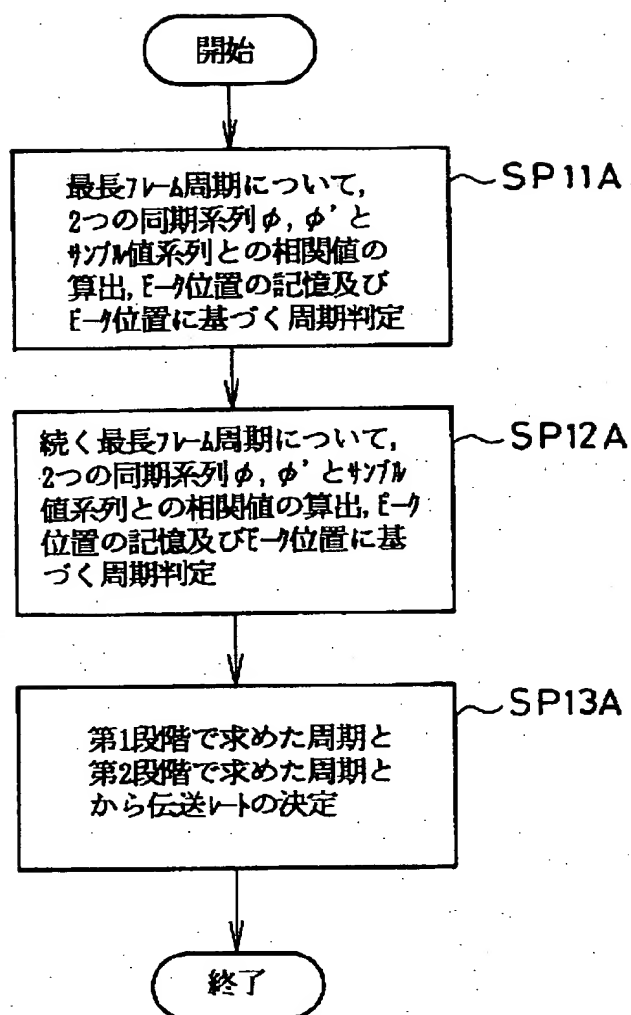 開始
最長ﾌﾚｰﾑ周期について,
2つの同期系列φ, φ'と
ｻﾝﾌﾟﾙ値系列との相関値の
算出,ﾋﾟｰｸ位置の記憶及び
ﾋﾟｰｸ位置に基づく周期判定
SP11A
続く最長ﾌﾚｰﾑ周期について,
2つの同期系列φ, φ'とｻﾝﾌﾟﾙ
値系列との相関値の算出,ﾋﾟｰｸ
位置の記憶及びﾋﾟｰｸ位置に基
づく周期判定
SP12A
第1段階で求めた周期と
第2段階で求めた周期と
から伝送ﾚｰﾄの決定
SP13A
終了